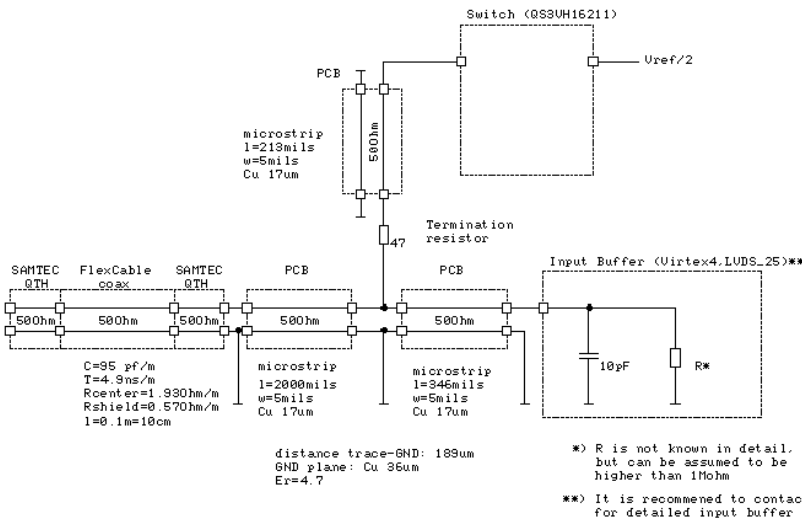 Switch (QS3VH16211)
Vref/2
PCB
50Ohm
microstrip
l=213mils
w=5mils
Cu 17um
Termination
resistor
47
SAMTEC
QTH
FlexCable
coax
SAMTEC
QTH
PCB
PCB
Input Buffer (Virtex4,LVDS_25)**
50Ohm
50Ohm
50Ohm
50Ohm
50Ohm
10pF
R*
C=95 pf/m
T=4.9ns/m
Rcenter=1.93Ohm/m
Rshield=0.57Ohm/m
l=0.1m=10cm
microstrip
l=2000mils
w=5mils
Cu 17um
microstrip
l=346mils
w=5mils
Cu 17um
distance trace-GND: 189um
GND plane: Cu 36um
Er=4.7
*) R is not known in detail,
but can be assumed to be
higher than 1Mohm
**) It is recommened to contac
for detailed input buffer